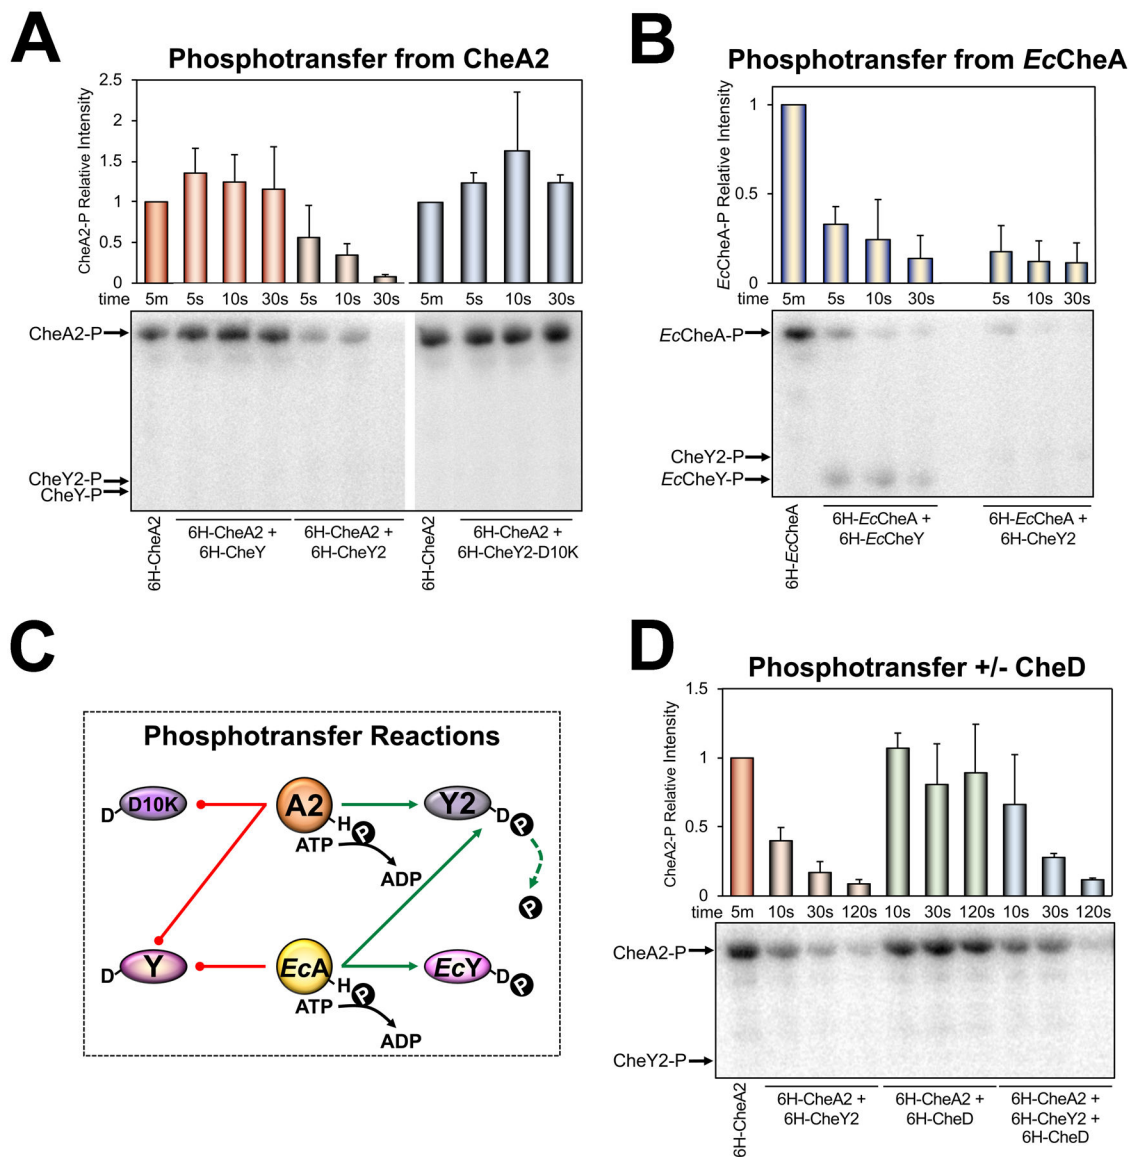 A
Phosphotransfer from CheA2
CheA2-P Relative Intensity
2.5
2
1.5
1
0.5
0
time 5m 5s 10s 30s 5s 10s 30s 5m 5s 10s 30s
CheA2-P
CheY2-P
CheY-P
6H-CheA2
6H-CheA2 +
6H-CheY
6H-CheA2 +
6H-CheY2
6H-CheA2
6H-CheA2 +
6H-CheY2-D10K
B
Phosphotransfer from EcCheA
EcCheA-P Relative Intensity
1
0.5
0
time 5m 5s 10s 30s 5s 10s 30s
EcCheA-P
CheY2-P
EcCheY-P
6H-EcCheA
6H-EcCheA +
6H-EcCheY
6H-EcCheA +
6H-CheY2
C
Phosphotransfer Reactions
D D10K A2 H P Y2 D P
ATP
ADP
P
D Y EcA H P EcY D P
ATP
ADP
D
Phosphotransfer +/- CheD
CheA2-P Relative Intensity
1.5
1
0.5
0
time 5m 10s 30s 120s 10s 30s 120s 10s 30s 120s
CheA2-P
CheY2-P
6H-CheA2
6H-CheA2 +
6H-CheY2
6H-CheA2 +
6H-CheD
6H-CheA2 +
6H-CheY2 +
6H-CheD